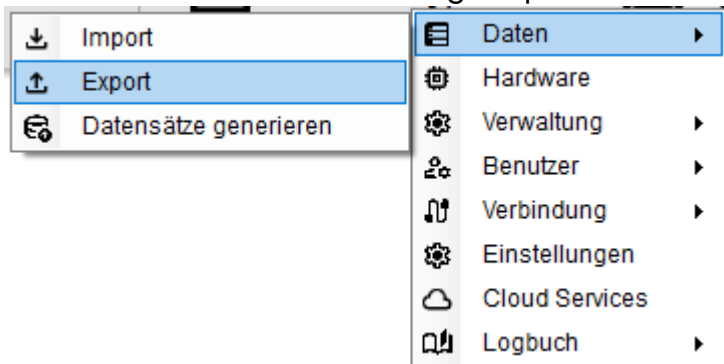 Import
Export
Datensätze generieren
Daten
Hardware
Verwaltung
Benutzer
Verbindung
Einstellungen
Cloud Services
Logbuch